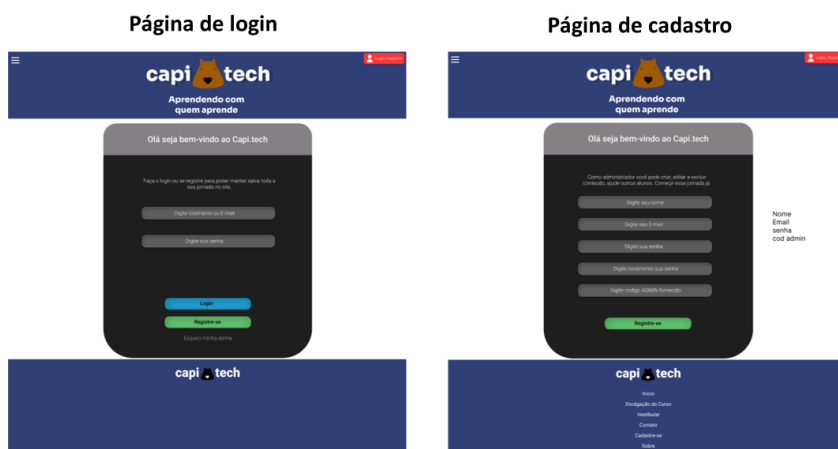 Página de login
Login | Registro
capi tech
Aprendendo com
quem aprende
Olá seja bem-vindo ao Capi.tech
Faça o login ou se registre para poder manter salva toda a
sua jornada no site.
Digite Username ou E-mail
Digite sua senha
Login
Registre-se
Esqueci minha senha
capi tech
Página de cadastro
Login | Registro
capi tech
Aprendendo com
quem aprende
Olá seja bem-vindo ao Capi.tech
Como administrador você pode criar, editar e excluir
conteudo, ajude outros alunos. Começe essa jornada já.
Digite seu nome
Digite seu E-mail
Digite sua senha
Digite novamente sua senha
Digite codigo ADMIN fornecido
Registre-se
Nome
Email
senha
cod admin
capi tech
Inicio
Divulgação do Curso
Vestibular
Contato
Cadastre-se
Sobre